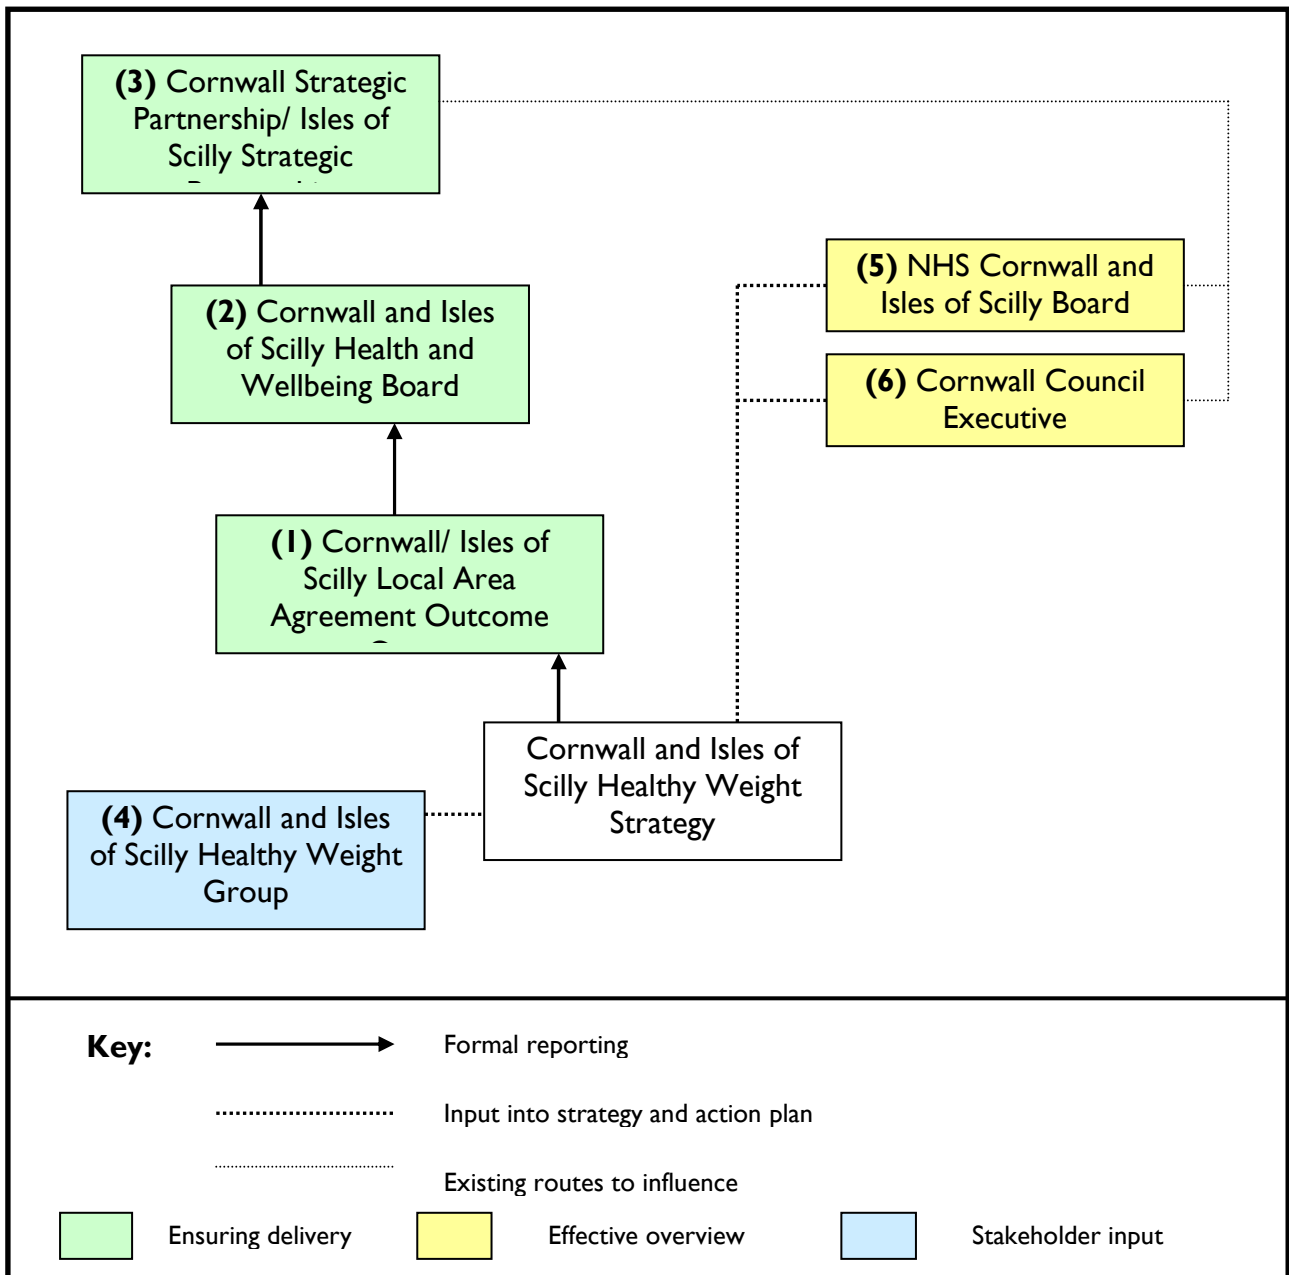 (3) Cornwall Strategic
Partnership/ Isles of
Scilly Strategic
(5) NHS Cornwall and
Isles of Scilly Board
(2) Cornwall and Isles
of Scilly Health and
Wellbeing Board
(6) Cornwall Council
Executive
(1) Cornwall/ Isles of
Scilly Local Area
Agreement Outcome
Cornwall and Isles of
Scilly Healthy Weight
Strategy
(4) Cornwall and Isles
of Scilly Healthy Weight
Group
Key:
Formal reporting
Input into strategy and action plan
Existing routes to influence
Ensuring delivery
Effective overview
Stakeholder input